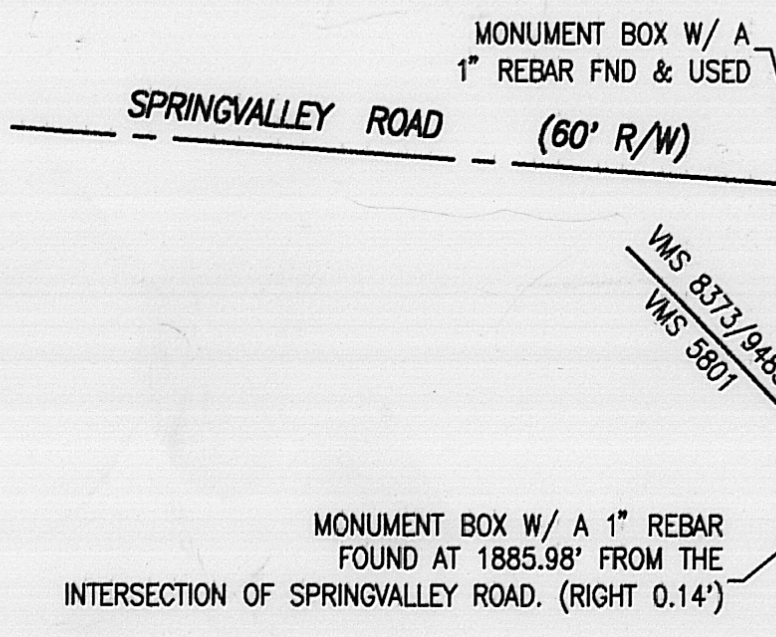 MONUMENT BOX W/ A
1" REBAR FND & USED
SPRINGVALLEY ROAD (60' R/W)
VMS 8373/9483
VMS 5801
MONUMENT BOX W/ A 1" REBAR
FOUND AT 1885.98' FROM THE
INTERSECTION OF SPRINGVALLEY ROAD. (RIGHT 0.14')